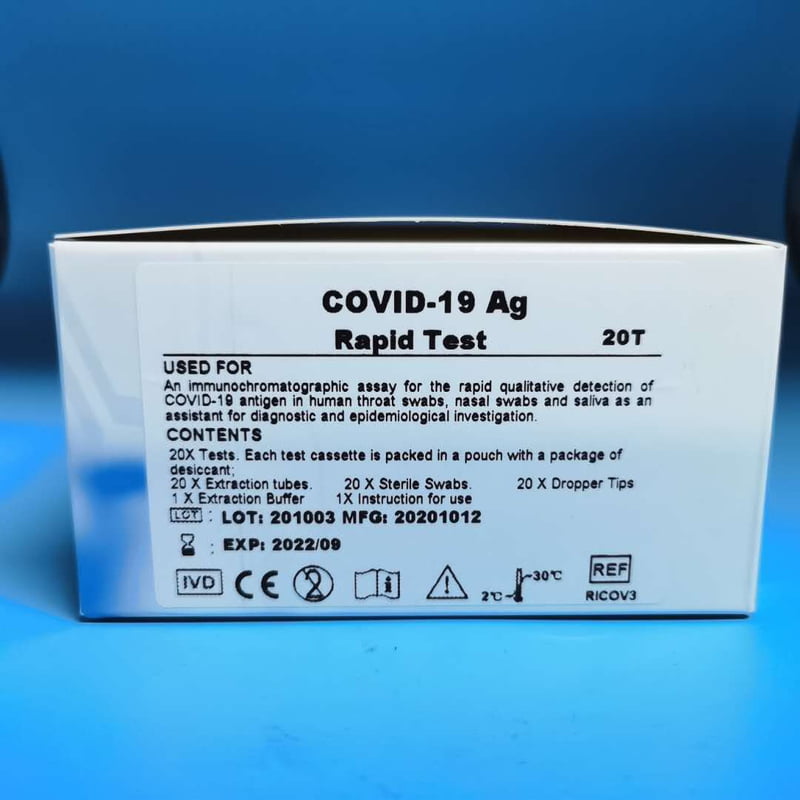 COVID-19 Ag
Rapid Test 20T
USED FOR
An immunochromatographic assay for the rapid qualitative detection of
COVID-19 antigen in human throat swabs, nasal swabs and saliva as an
assistant for diagnostic and epidemiological investigation.
CONTENTS
20X Tests. Each test cassette is packed in a pouch with a package of
desiccant;
20 X Extraction tubes. 20 X Sterile Swabs. 20 X Dropper Tips
1 X Extraction Buffer 1X Instruction for use
LOT : LOT: 201003 MFG: 20201012
: EXP: 2022/09
IVD CE 2 i 2℃ 30℃ REF
RICOV3